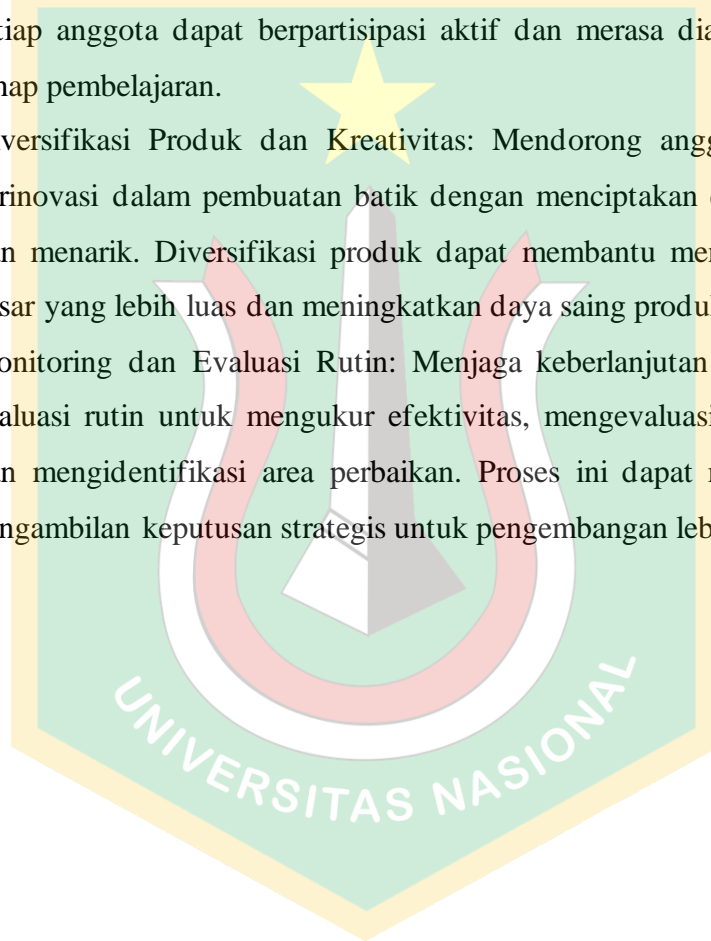 tiap anggota dapat berpartisipasi aktif dan merasa dia
hap pembelajaran.
versifikasi Produk dan Kreativitas: Mendorong angg
rinovasi dalam pembuatan batik dengan menciptakan
n menarik. Diversifikasi produk dapat membantu me
sar yang lebih luas dan meningkatkan daya saing produ
onitoring dan Evaluasi Rutin: Menjaga keberlanjutan
aluasi rutin untuk mengukur efektivitas, mengevaluasi
n mengidentifikasi area perbaikan. Proses ini dapat
ngambilan keputusan strategis untuk pengembangan leb
UNIVERSITAS NASIONAL